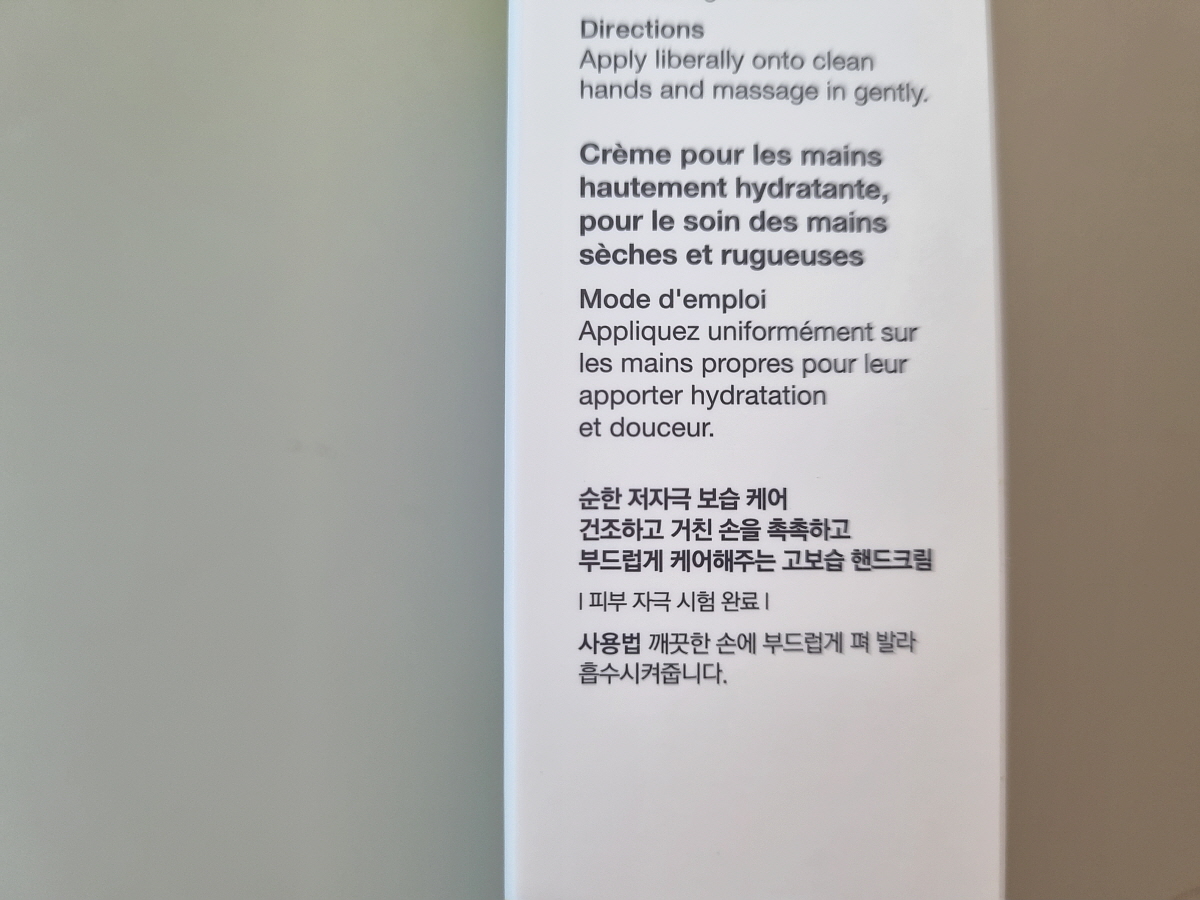 Directions
Apply liberally onto clean
hands and massage in gently.
Crème pour les mains
hautement hydratante,
pour le soin des mains
sèches et rugueuses
Mode d'emploi
Appliquez uniformément sur
les mains propres pour leur
apporter hydratation
et douceur.
순한 저자극 보습 케어
건조하고 거친 손을 촉촉하고
부드럽게 케어해주는 고보습 핸드크림
l 피부 자극 시험 완료 l
사용법 깨끗한 손에 부드럽게 펴 발라
흡수시켜줍니다.